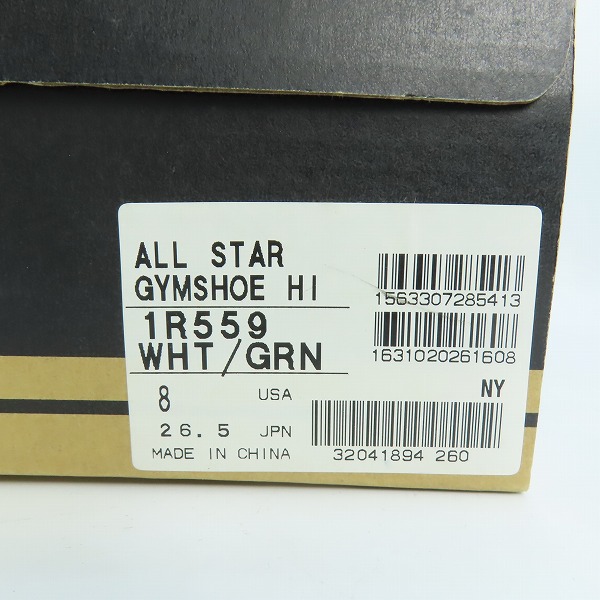 ALL STAR
GYMSHOE HI
1R559
WHT/GRN
8 USA
26.5 JPN
MADE IN CHINA
1563307285413
1631020261608
NY
32041894 260